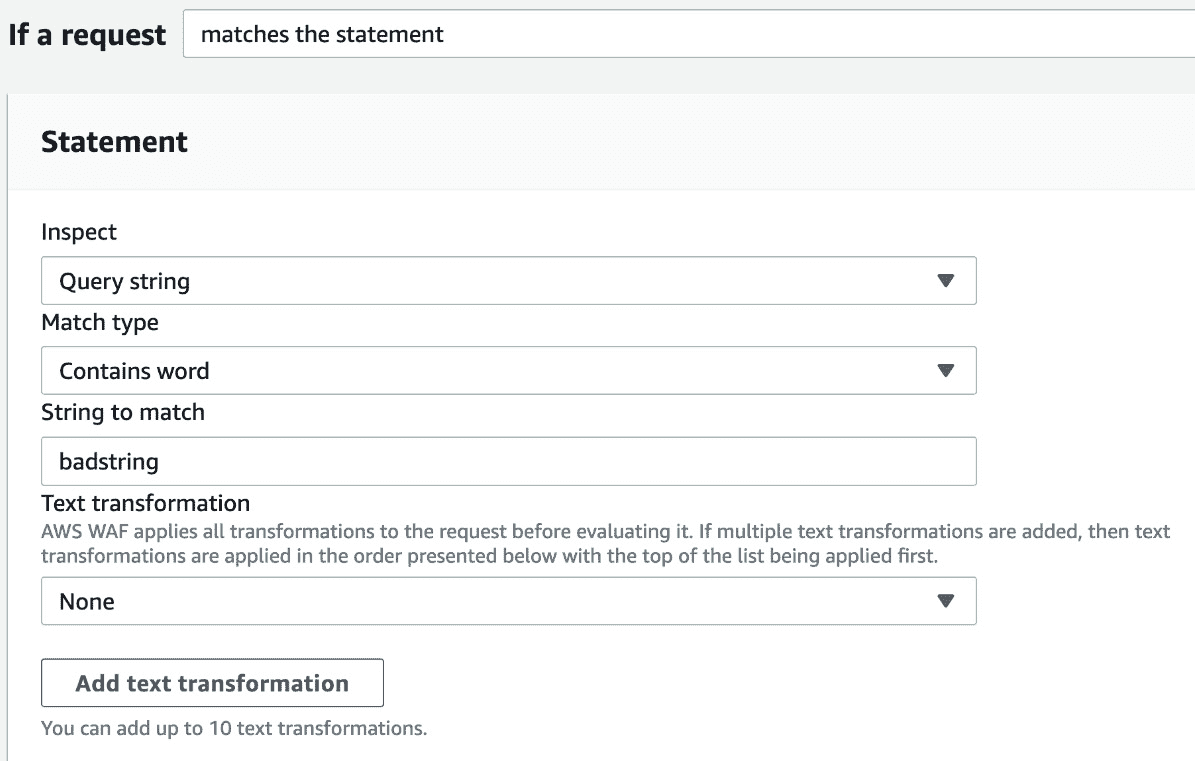 If a request
matches the statement
Statement
Inspect
Query string
Match type
Contains word
String to match
badstring
Text transformation
AWS WAF applies all transformations to the request before evaluating it. If multiple text transformations are added, then text
transformations are applied in the order presented below with the top of the list being applied first.
None
Add text transformation
You can add up to 10 text transformations.